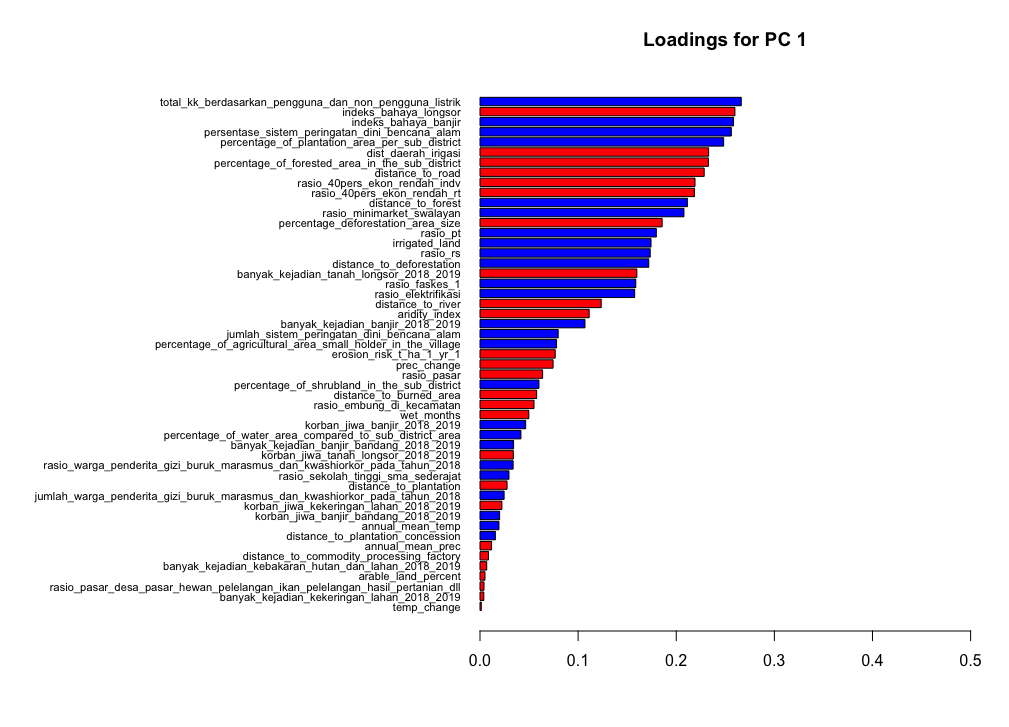 Loadings for PC 1
total_kk_berdasarkan_pengguna_dan_non_pengguna_listrik
indeks_bahaya_longsor
indeks_bahaya_banjir
persentase_sistem_peringatan_dini_bencana_alam
percentage_of_plantation_area_per_sub_district
dist_daerah_irigasi
percentage_of_forested_area_in_the_sub_district
distance_to_road
rasio_40pers_ekon_rendah_indv
rasio_40pers_ekon_rendah_rt
distance_to_forest
rasio_minimarket_swalayan
percentage_deforestation_area_size
rasio_pt
irrigated_land
rasio_rs
distance_to_deforestation
banyak_kejadian_tanah_longsor_2018_2019
rasio_faskes_1
rasio_elektrifikasi
distance_to_river
aridity_index
banyak_kejadian_banjir_2018_2019
jumlah_sistem_peringatan_dini_bencana_alam
percentage_of_agricultural_area_small_holder_in_the_village
erosion_risk_t_ha_1_yr_1
prec_change
rasio_pasar
percentage_of_shrubland_in_the_sub_district
distance_to_burned_area
rasio_embung_di_kecamatan
wet_months
korban_jiwa_banjir_2018_2019
percentage_of_water_area_compared_to_sub_district_area
banyak_kejadian_banjir_bandang_2018_2019
korban_jiwa_tanah_longsor_2018_2019
rasio_warga_penderita_gizi_buruk_marasmus_dan_kwashiorkor_pada_tahun_2018
rasio_sekolah_tinggi_sma_sederajat
distance_to_plantation
jumlah_warga_penderita_gizi_buruk_marasmus_dan_kwashiorkor_pada_tahun_2018
korban_jiwa_kekeringan_lahan_2018_2019
korban_jiwa_banjir_bandang_2018_2019
annual_mean_temp
distance_to_plantation_concession
annual_mean_prec
distance_to_commodity_processing_factory
banyak_kejadian_kebakaran_hutan_dan_lahan_2018_2019
arable_land_percent
rasio_pasar_desa_pasar_hewan_pelelangan_ikan_pelelangan_hasil_pertanian_dll
banyak_kejadian_kekeringan_lahan_2018_2019
temp_change
0.0 0.1 0.2 0.3 0.4 0.5